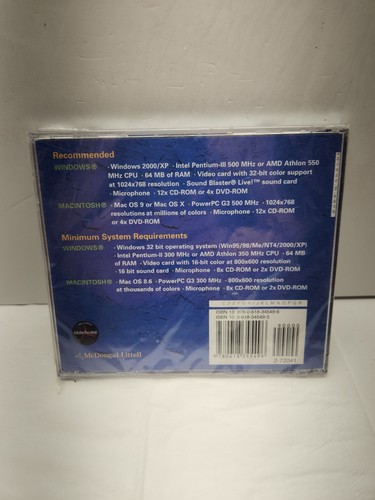 Recommended
WINDOWS® • Windows 2000/XP • Intel Pentium-III 500 MHz or AMD Athlon 550
MHz CPU • 64 MB of RAM • Video card with 32-bit color support
at 1024x768 resolution • Sound Blaster® Live!™ sound card
• Microphone • 12x CD-ROM or 4x DVD-ROM
MACINTOSH® • Mac OS 9 or Mac OS X • PowerPC G3 500 MHz • 1024x768
resolutions at millions of colors • Microphone • 12x CD-ROM
or 4x DVD-ROM
Minimum System Requirements
WINDOWS® • Windows 32 bit operating system (Win95/98/Me/NT4/2000/XP)
• Intel Pentium-II 300 MHz or AMD Athlon 350 MHz CPU • 64 MB
of RAM • Video card with 16-bit color at 800x600 resolution
• 16 bit sound card • Microphone • 8x CD-ROM or 2x DVD-ROM
MACINTOSH® • Mac OS 8.6 • PowerPC G3 300 MHz • 800x600 resolution
at thousands of colors • Microphone • 8x CD-ROM or 2x DVD-ROM
McDougal Littell
90000
2-72041